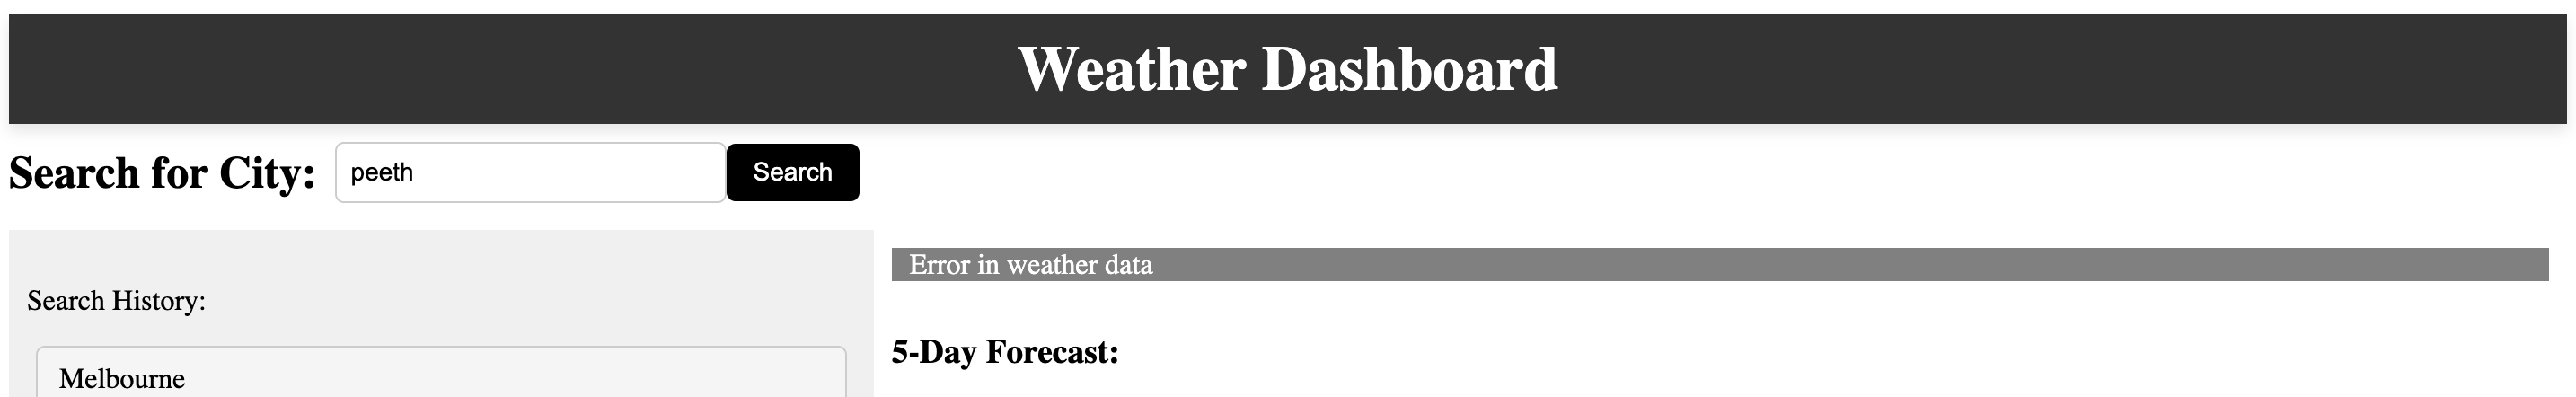 Weather Dashboard
Search for City: peeth Search
Search History:
Melbourne
Error in weather data
5-Day Forecast: